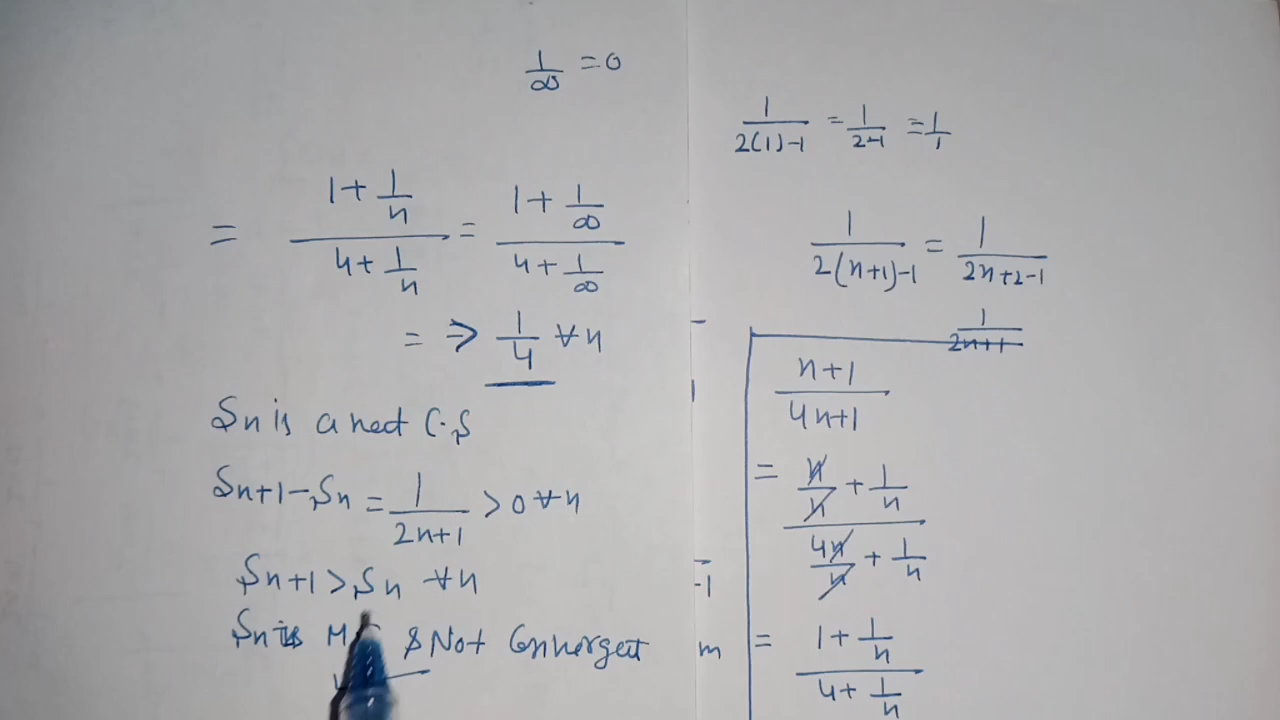 1/∞ = 0
= (1 + 1/n)/(4 + 1/n) = (1 + 1/∞)/(4 + 1/∞)
= ⇒ 1/4 ∀ n
Sn is a not C.S
Sn+1 - Sn = 1/(2n+1) > 0 ∀ n
Sn+1 > Sn ∀ n
Sn is & Not Convergent
1/(2(1)-1) = 1/(2-1) = 1/1
1/(2(n+1)-1) = 1/(2n+2-1)
1/(2n+1)
(n+1)/(4n+1)
= (n/n + 1/n)/(4n/n + 1/n)
-1
m = (1 + 1/n)/(4 + 1/n)